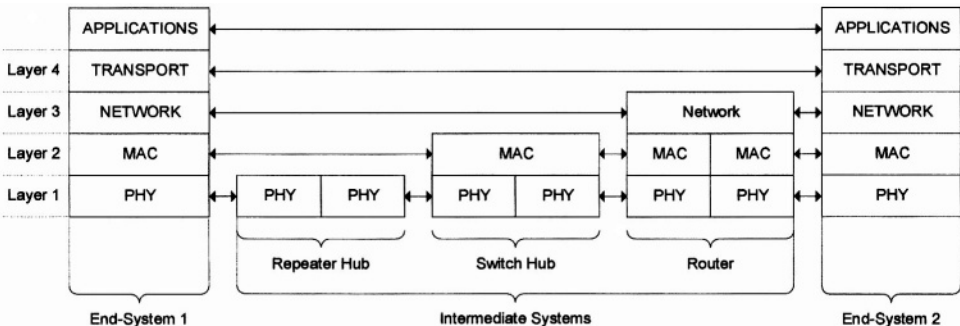 APPLICATIONS APPLICATIONS
Layer 4 TRANSPORT TRANSPORT
Layer 3 NETWORK Network NETWORK
Layer 2 MAC MAC MAC MAC MAC
Layer 1 PHY PHY PHY PHY PHY PHY PHY PHY
Repeater Hub Switch Hub Router
End-System 1 Intermediate Systems End-System 2